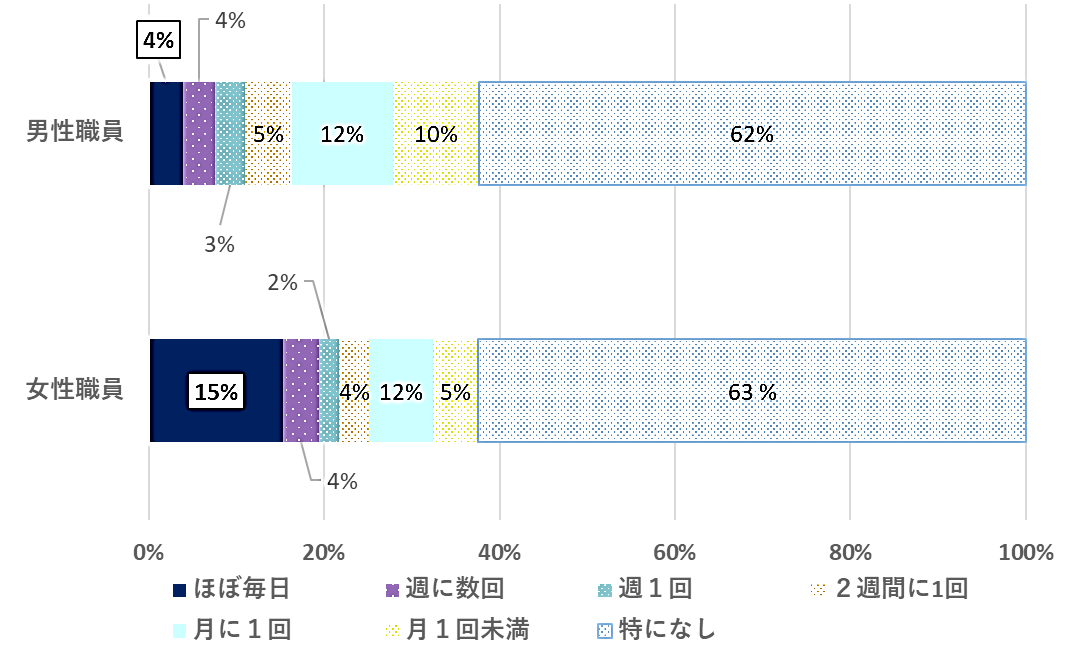 4%
4%
男性職員
5%
12%
10%
62%
3%
2%
女性職員
15%
4%
12%
5%
63 %
4%
0%
20%
40%
60%
80%
100%
ほぼ毎日
週に数回
週１回
２週間に1回
月に１回
月１回未満
特になし